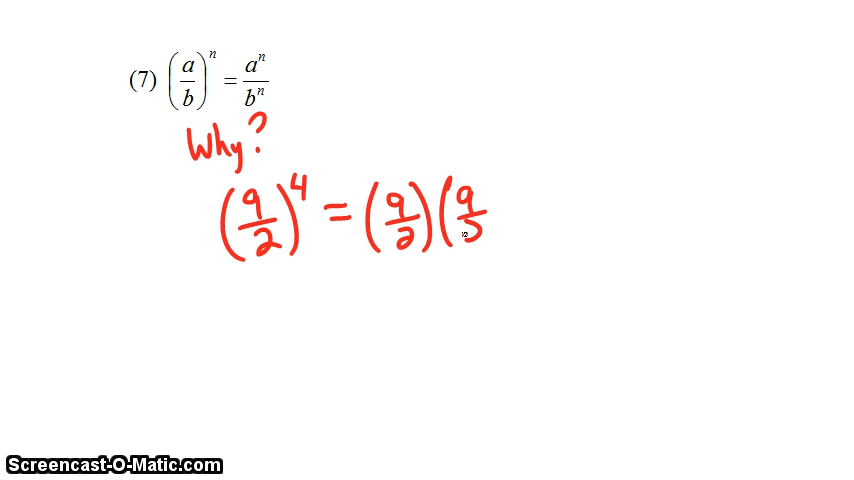 (7) (a/b)^n = a^n/b^n
Why?
(9/2)^4 = (9/2)(9/
Screencast-O-Matic.com